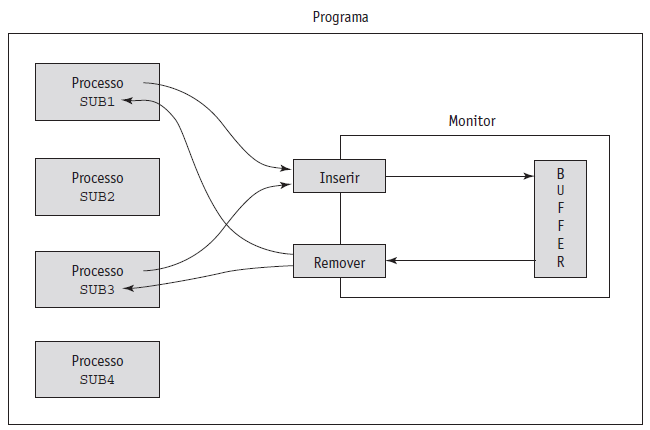 Programa
Processo
SUB1
Processo
SUB2
Processo
SUB3
Processo
SUB4
Monitor
Inserir
Remover
B
U
F
F
E
R